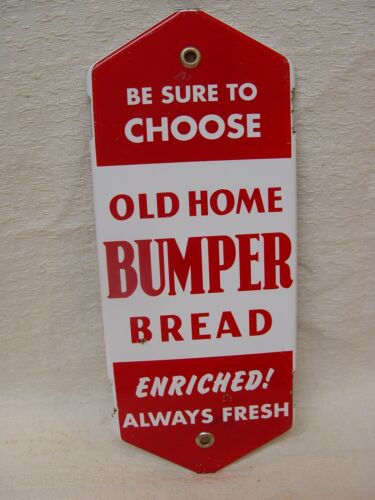 BE SURE TO
CHOOSE
OLD HOME
BUMPER
BREAD
ENRICHED!
ALWAYS FRESH